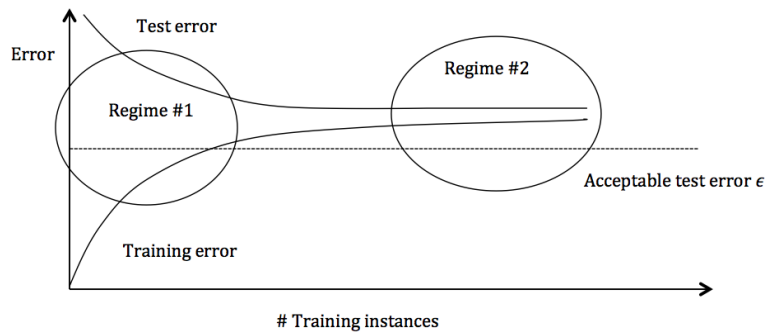 Test error
Error
Regime #2
Regime #1
Acceptable test error ϵ
Training error
# Training instances